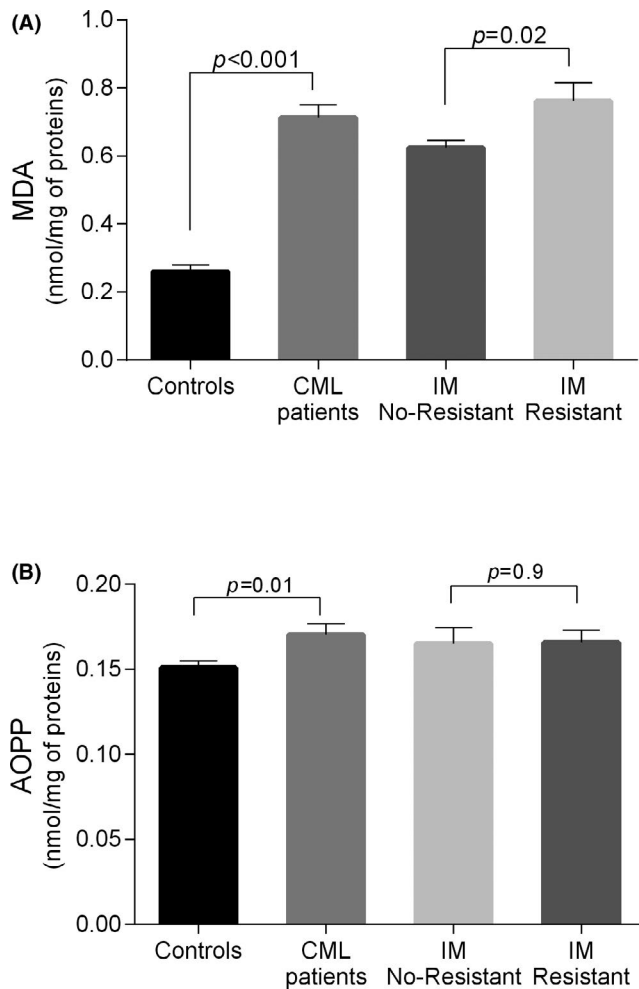 (A)
MDA
(nmol/mg of proteins)
1.0
0.8
0.6
0.4
0.2
0.0
p<0.001
p=0.02
Controls
CML
patients
IM
No-Resistant
IM
Resistant
(B)
AOPP
(nmol/mg of proteins)
0.20
0.15
0.10
0.05
0.00
p=0.01
p=0.9
Controls
CML
patients
IM
No-Resistant
IM
Resistant